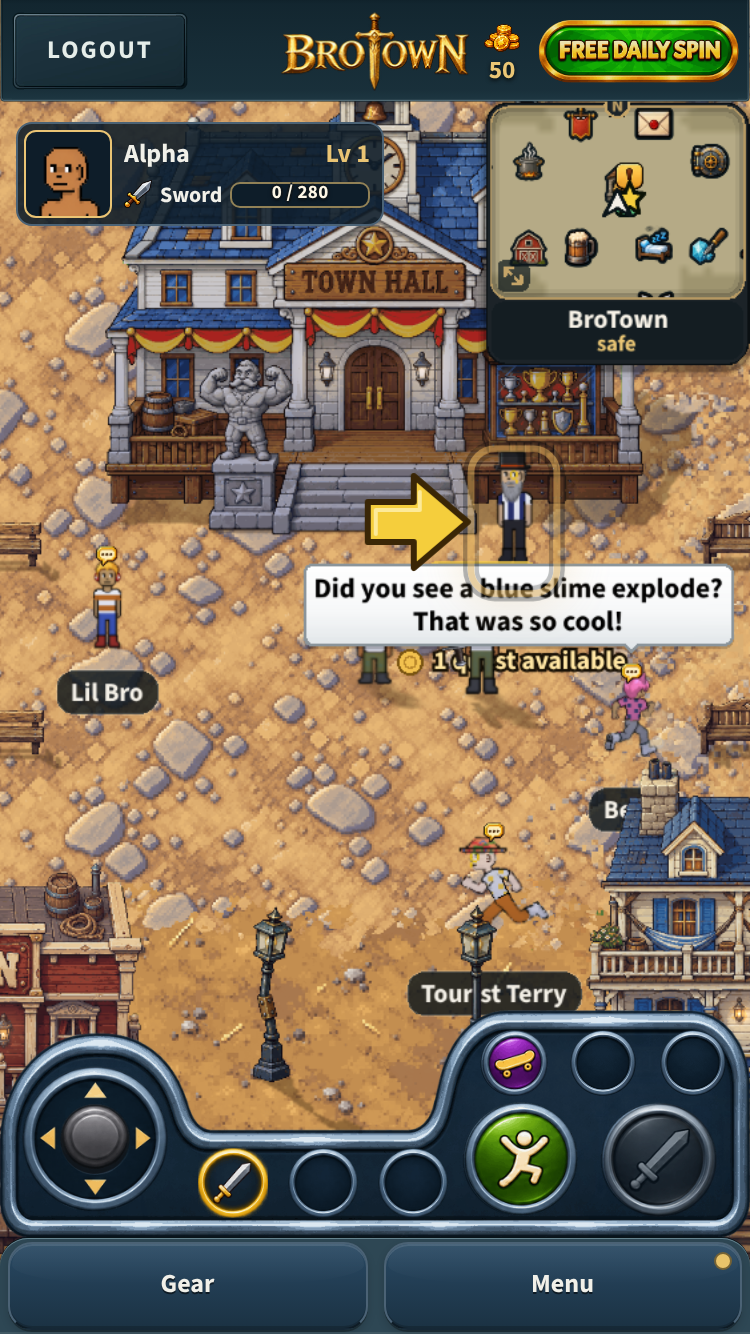 LOGOUT
BROTOWN
50
FREE DAILY SPIN
Alpha
Lv 1
Sword
0 / 280
N
TOWN HALL
BroTown
safe
Did you see a blue slime explode?
That was so cool!
available
Lil Bro
Tourist Terry
Gear
Menu